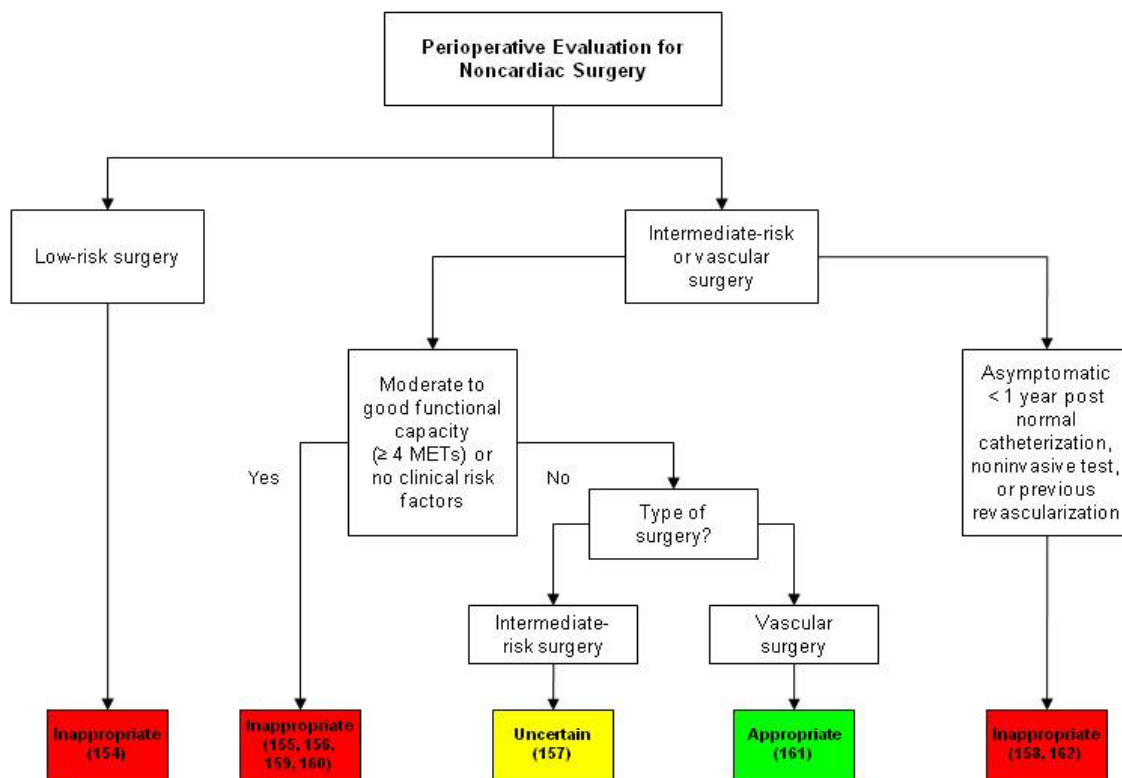 Perioperative Evaluation for
Noncardiac Surgery
Low-risk surgery
Intermediate-risk
or vascular
surgery
Moderate to
good functional
capacity
(≥ 4 METs) or
no clinical risk
factors
Asymptomatic
< 1 year post
normal
catheterization,
noninvasive test,
or previous
revascularization
Yes
No
Type of
surgery?
Intermediate-
risk surgery
Vascular
surgery
Inappropriate
(154)
Inappropriate
(155, 156,
159, 160)
Uncertain
(157)
Appropriate
(161)
Inappropriate
(158, 162)